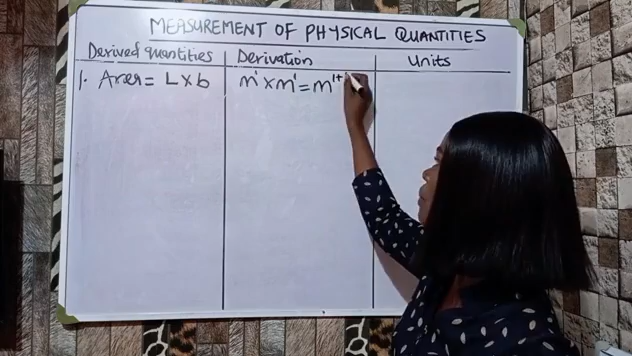 MEASUREMENT OF PHYSICAL QUANTITIES
Derived quantities Derivation Units
1. Area = L x b m¹ x m¹ = m¹⁺